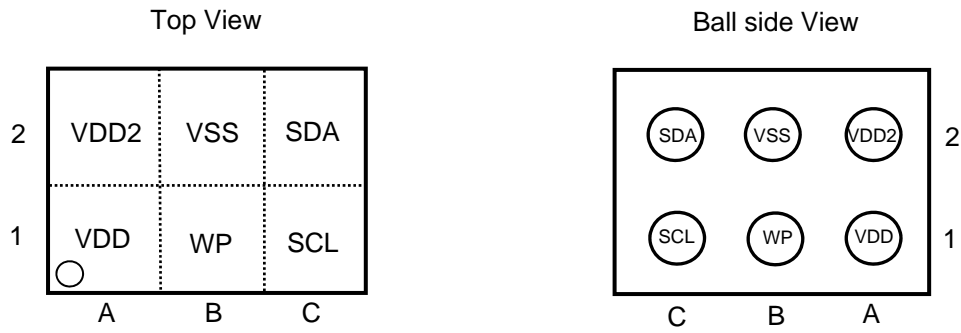 Top View
2 VDD2 VSS SDA
1 VDD WP SCL
A B C
Ball side View
SDA VSS VDD2 2
SCL WP VDD 1
C B A